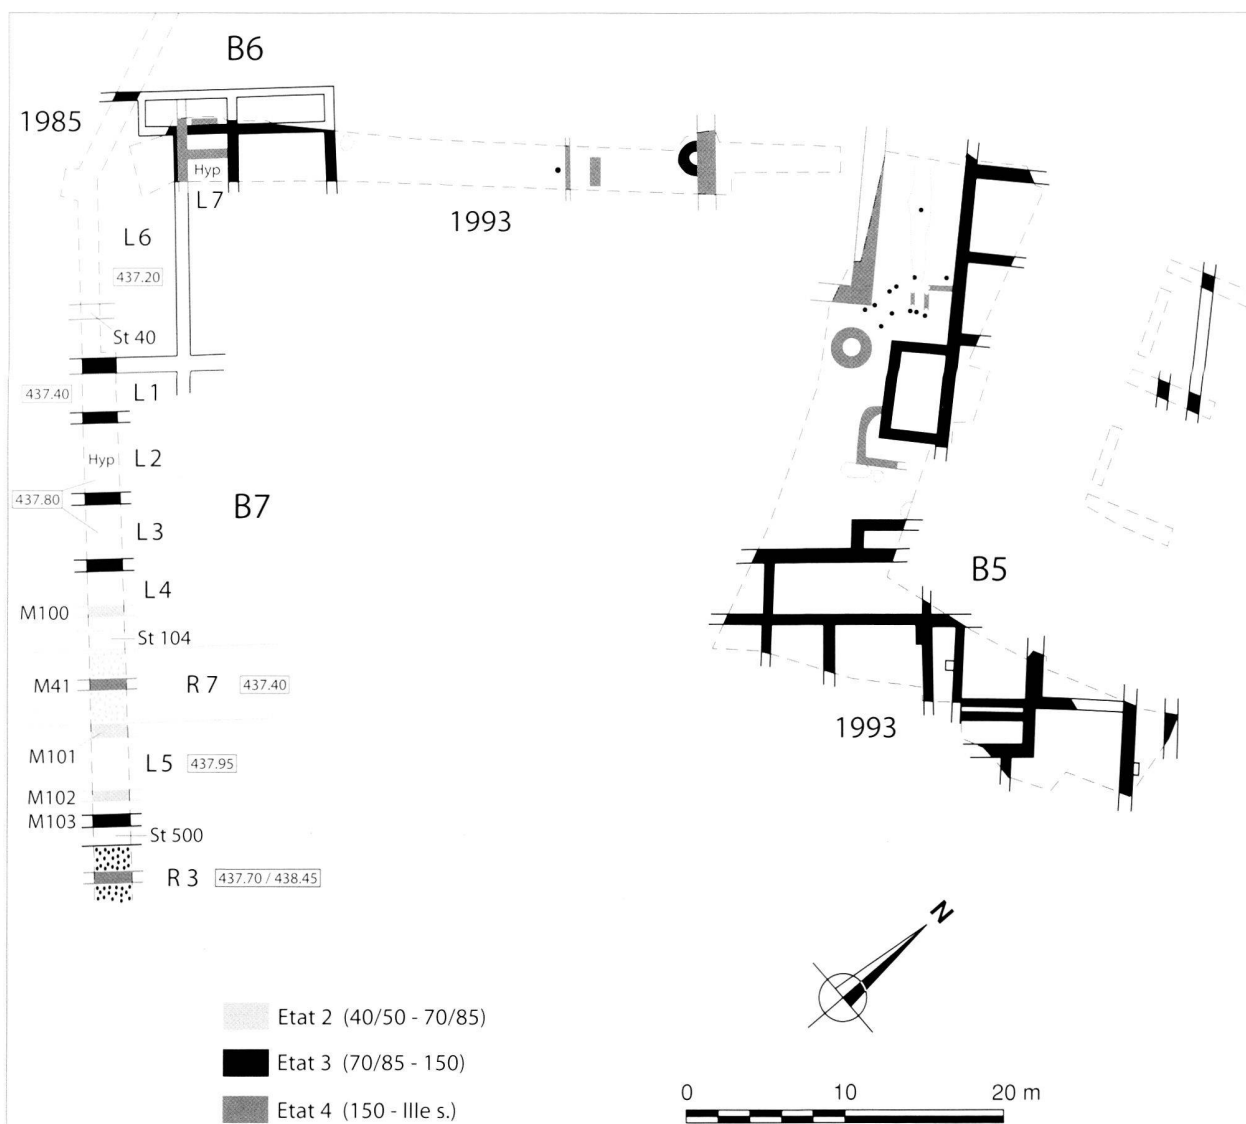 B6
1985
Hyp
L7
1993
L6
437.20
St 40
437.40
L1
Hyp
L2
437.80
B7
L3
B5
L4
M100
St 104
M41
R 7
437.40
1993
M101
L5
437.95
M102
M103
St 500
R 3
437.70 / 438.45
N
Etat 2 (40/50 - 70/85)
Etat 3 (70/85 - 150)
Etat 4 (150 - IIIe s.)
0 10 20 m